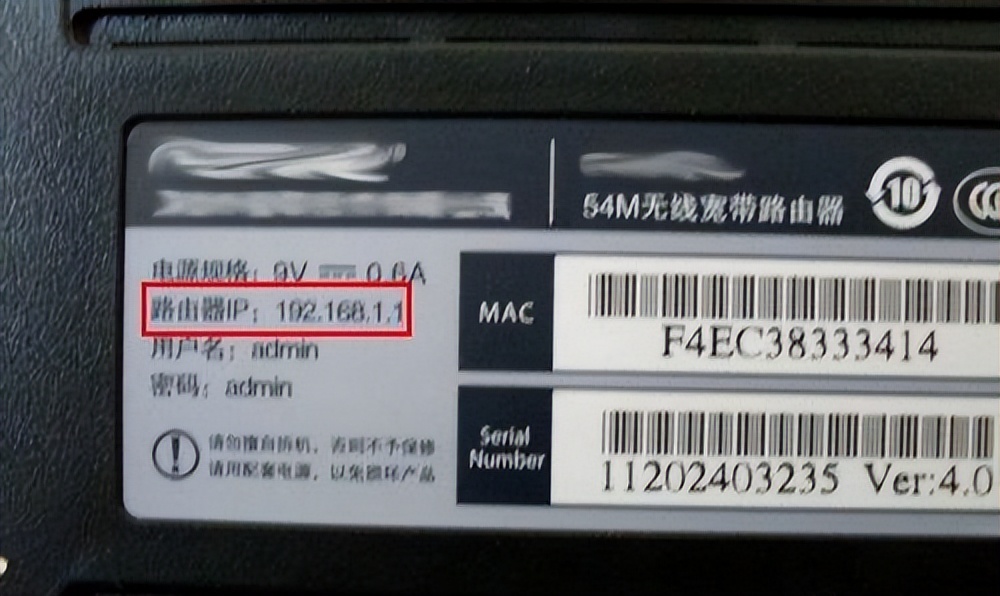 54M无线宽带路由器
10
电源规格：9V 0.6A
路由器IP：192.168.1.1
用户名：admin
密码：admin
请勿擅自拆机，否则不予保修
请用配套电源，以免损坏产品
MAC
F4EC38333414
Serial
Number
11202403235 Ver:4.0